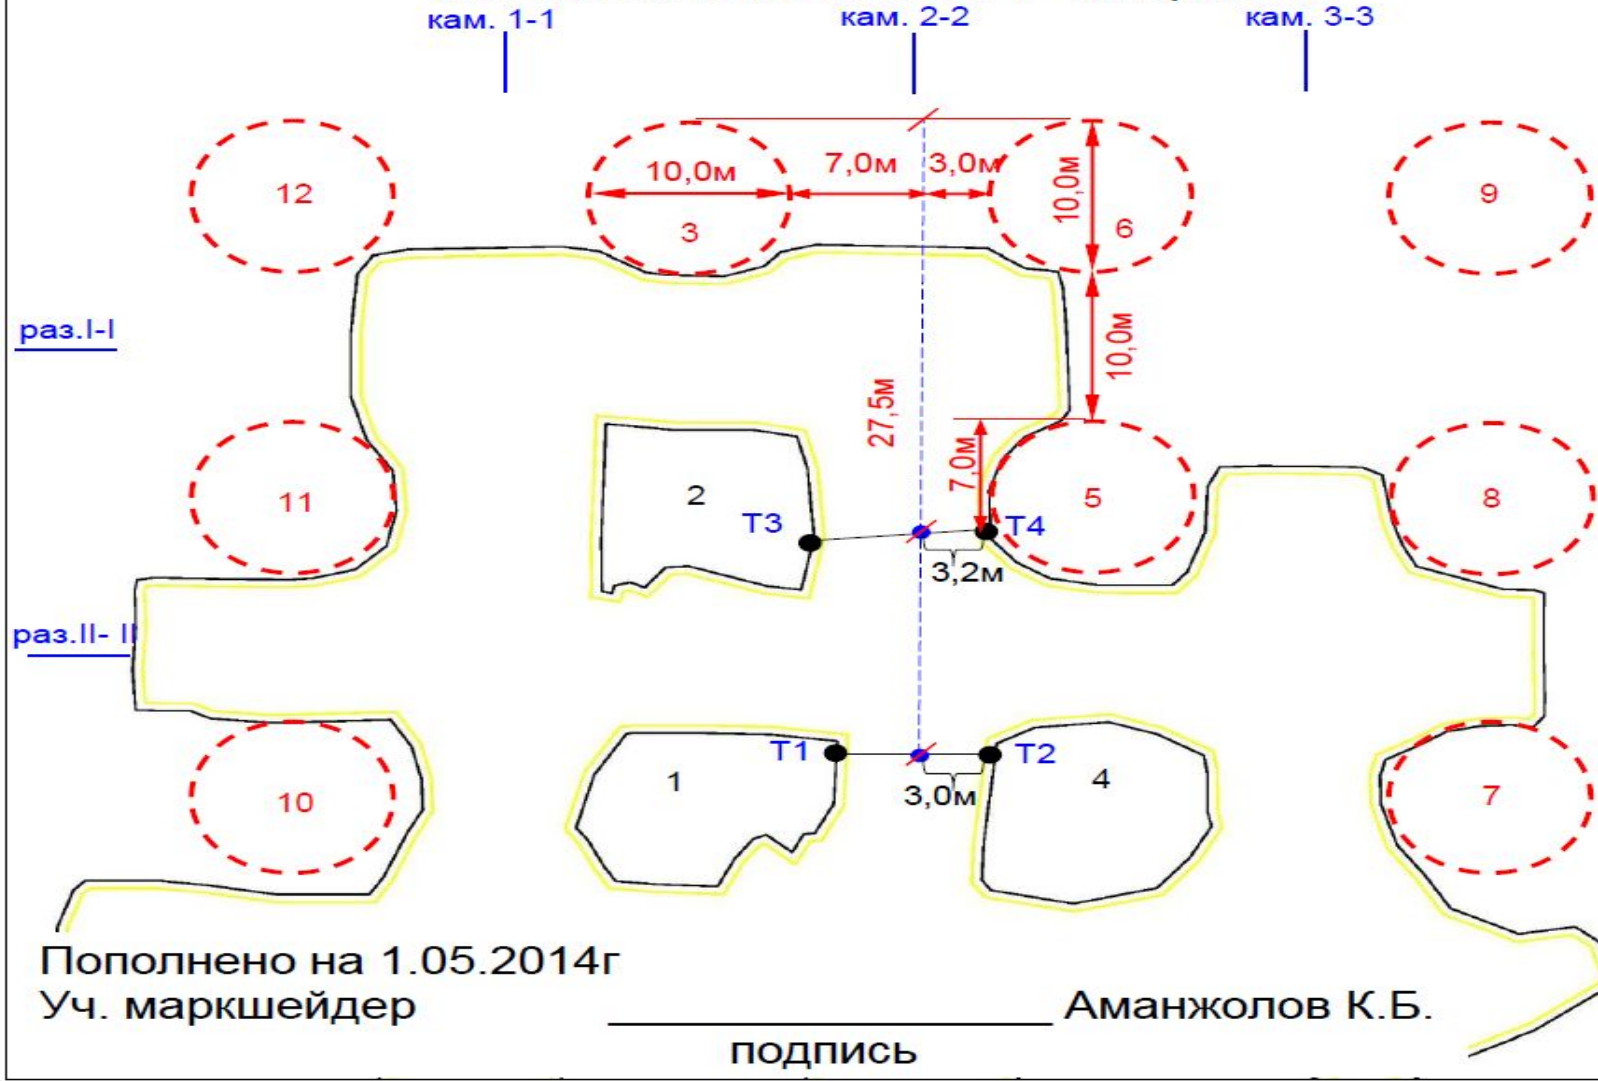 кам. 1-1 кам. 2-2 кам. 3-3
12
10,0м 7,0м 3,0м
3
10,0м
6
9
раз.I-I
10,0м
27,5м
7,0м
11
2
5
8
Т3
Т4
3,2м
раз.II- II
Т1
Т2
1
3,0м
4
10
7
Пополнено на 1.05.2014г
Уч. маркшейдер Аманжолов К.Б.
подпись